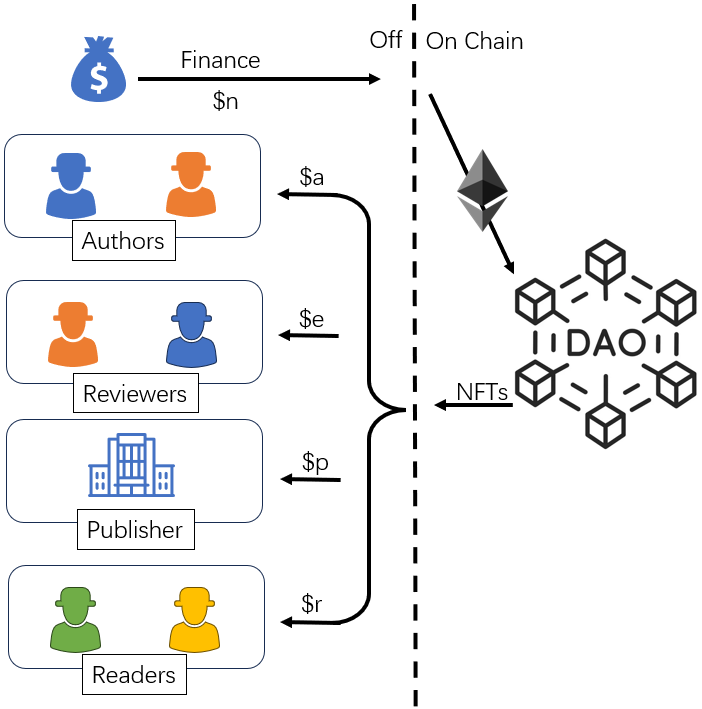 Off
On Chain
Finance
$
$n
$a
Authors
$e
Reviewers
DAO
NFTs
$p
Publisher
$r
Readers